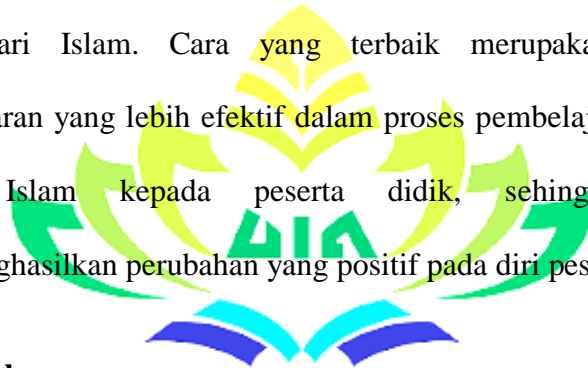 ari Islam. Cara yang terbaik merupaka
aran yang lebih efektif dalam proses pembelaj
Islam kepada peserta didik, sehing
ghasilkan perubahan yang positif pada diri pes
UIN